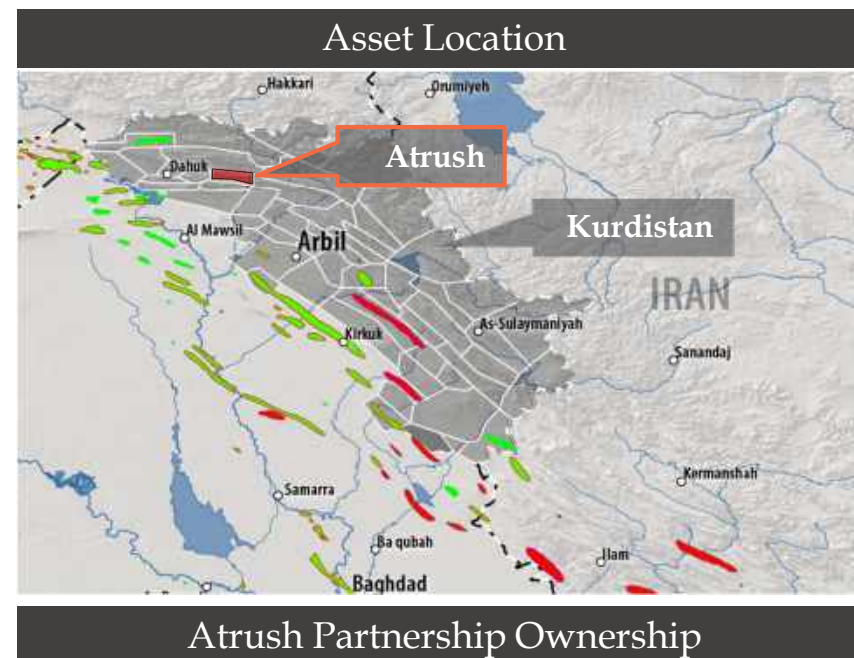 Asset Location
Hakkari
Orumiyeh
Dahuk
Atrush
Al Mawsil
Arbil
Kurdistan
IRAN
Kirkuk
As-Sulaymaniyah
Sanandaj
Kermanshah
Samarra
Ba qubah
Ilam
Baghdad
Atrush Partnership Ownership